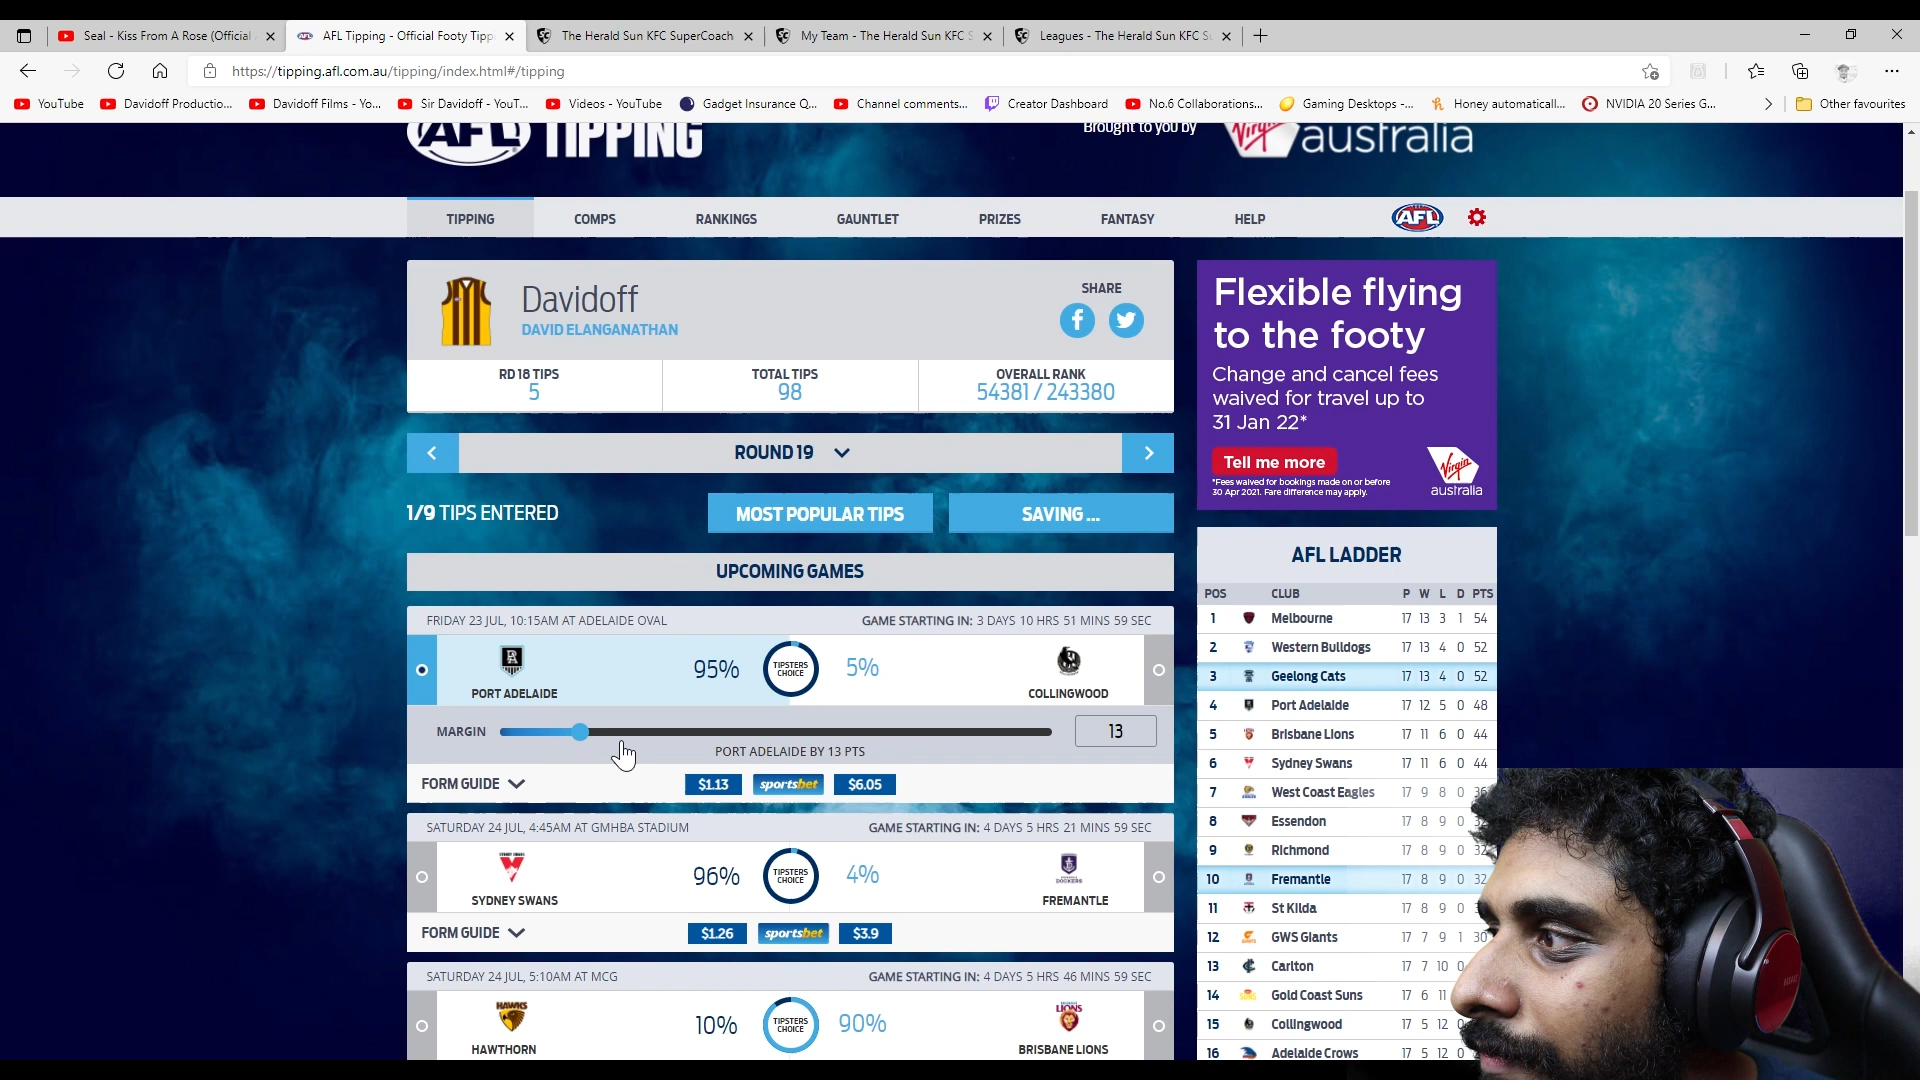 Seal - Kiss From A Rose (Official
AFL Tipping - Official Footy Tipp
The Herald Sun KFC SuperCoach
My Team - The Herald Sun KFC S
Leagues - The Herald Sun KFC Su
https://tipping.afl.com.au/tipping/index.html#/tipping
YouTube
Davidoff Productio...
Davidoff Films - Yo...
Sir Davidoff - YouT...
Videos - YouTube
Gadget Insurance Q...
Channel comments...
Creator Dashboard
No.6 Collaborations...
Gaming Desktops -...
Honey automaticall...
NVIDIA 20 Series G...
Other favourites
AFL TIPPING
Brought to you by
Virgin australia
TIPPING
COMPS
RANKINGS
GAUNTLET
PRIZES
FANTASY
HELP
AFL
Davidoff
DAVID ELANGANATHAN
SHARE
RD 18 TIPS
5
TOTAL TIPS
98
OVERALL RANK
54381 / 243380
ROUND 19
1/9 TIPS ENTERED
MOST POPULAR TIPS
SAVING ...
UPCOMING GAMES
FRIDAY 23 JUL, 10:15AM AT ADELAIDE OVAL
GAME STARTING IN: 3 DAYS 10 HRS 51 MINS 59 SEC
95%
TIPSTERS CHOICE
5%
PORT ADELAIDE
COLLINGWOOD
MARGIN
13
PORT ADELAIDE BY 13 PTS
FORM GUIDE
$1.13
sportsbet
$6.05
SATURDAY 24 JUL, 4:45AM AT GMHBA STADIUM
GAME STARTING IN: 4 DAYS 5 HRS 21 MINS 59 SEC
96%
TIPSTERS CHOICE
4%
SYDNEY SWANS
FREMANTLE
FORM GUIDE
$1.26
sportsbet
$3.9
SATURDAY 24 JUL, 5:10AM AT MCG
GAME STARTING IN: 4 DAYS 5 HRS 46 MINS 59 SEC
HAWKS
10%
TIPSTERS CHOICE
90%
LIONS
HAWTHORN
BRISBANE LIONS
Flexible flying
to the footy
Change and cancel fees
waived for travel up to
31 Jan 22*
Tell me more
*Fees waived for bookings made on or before
30 Apr 2021. Fare difference may apply.
Virgin
australia
AFL LADDER
POS CLUB P W L D PTS
1 Melbourne 17 13 3 1 54
2 Western Bulldogs 17 13 4 0 52
3 Geelong Cats 17 13 4 0 52
4 Port Adelaide 17 12 5 0 48
5 Brisbane Lions 17 11 6 0 44
6 Sydney Swans 17 11 6 0 44
7 West Coast Eagles 17 9 8 0 36
8 Essendon 17 8 9 0 32
9 Richmond 17 8 9 0 32
10 Fremantle 17 8 9 0 32
11 St Kilda 17 8 9 0
12 GWS Giants 17 7 9 1 30
13 Carlton 17 7 10 0
14 Gold Coast Suns 17 6 11
15 Collingwood 17 5 12 0
16 Adelaide Crows 17 5 12 0